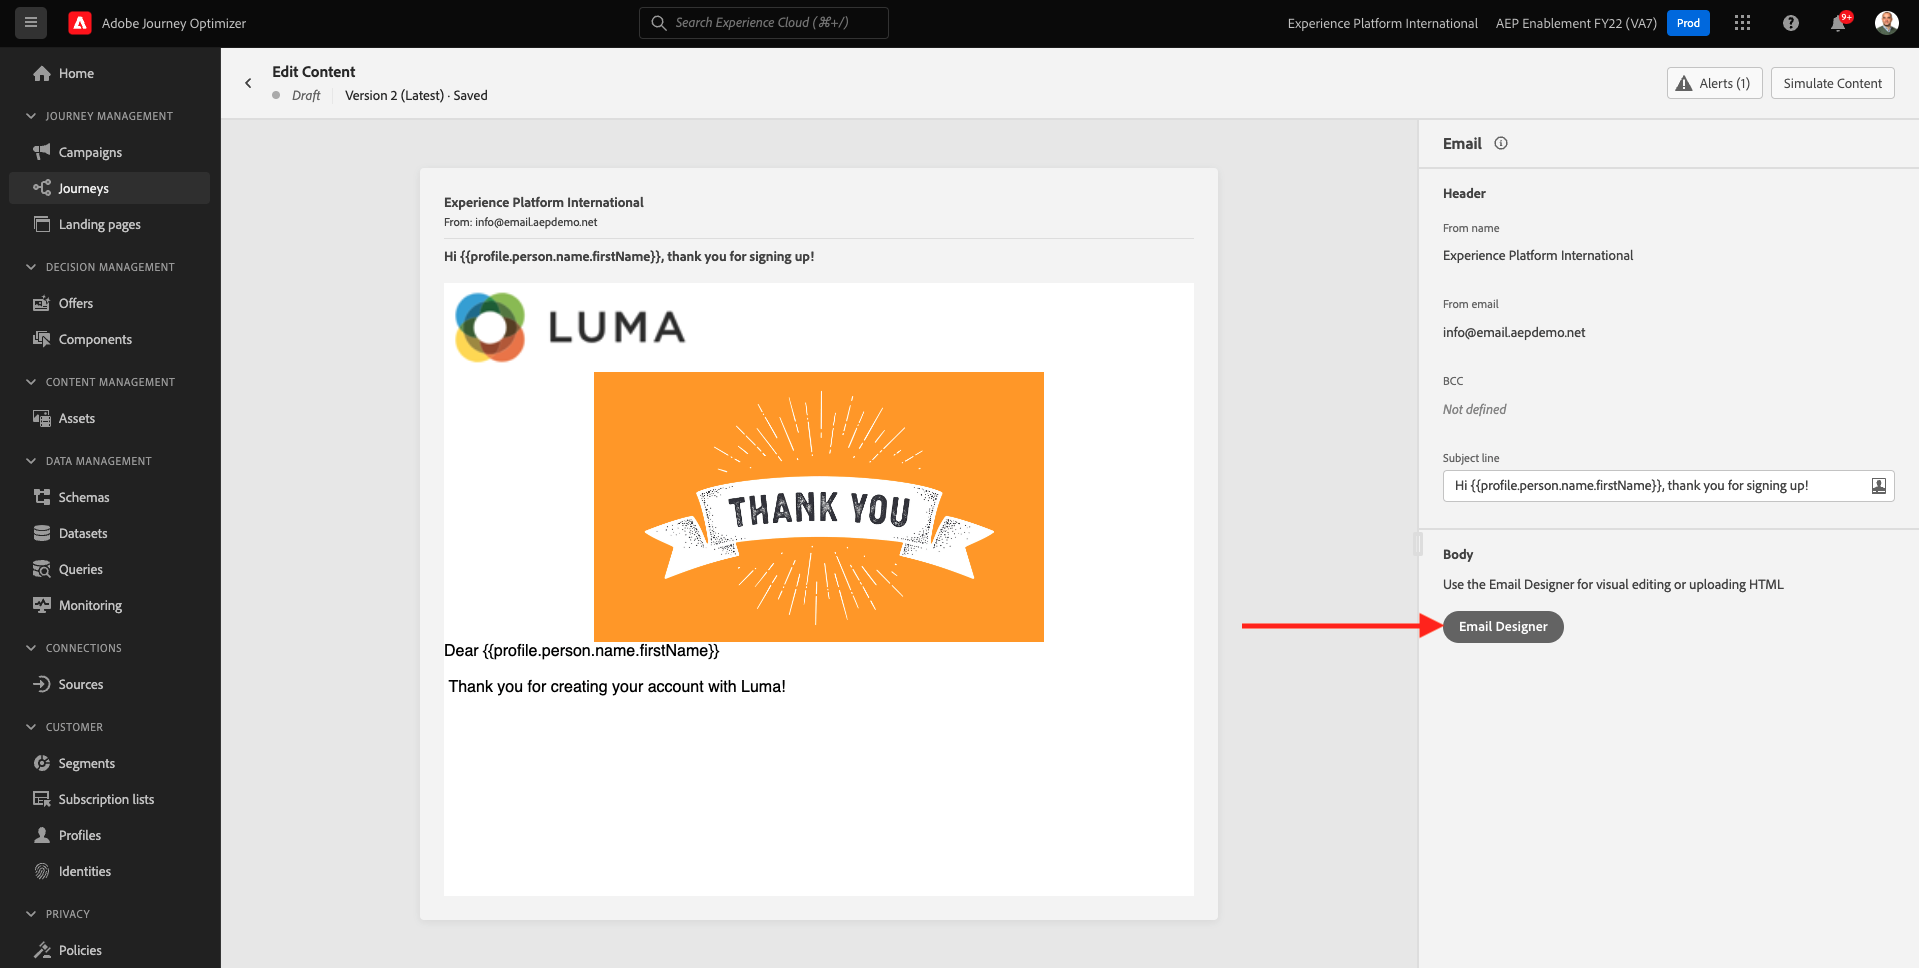 Adobe Journey Optimizer
Search Experience Cloud (⌘+/)
Experience Platform International
AEP Enablement FY22 (VA7)
Prod
9+
Home
JOURNEY MANAGEMENT
Campaigns
Journeys
Landing pages
DECISION MANAGEMENT
Offers
Components
CONTENT MANAGEMENT
Assets
DATA MANAGEMENT
Schemas
Datasets
Queries
Monitoring
CONNECTIONS
Sources
CUSTOMER
Segments
Subscription lists
Profiles
Identities
PRIVACY
Policies
Edit Content
Draft
Version 2 (Latest) · Saved
Alerts (1)
Simulate Content
Experience Platform International
From: info@email.aepdemo.net
Hi {{profile.person.name.firstName}}, thank you for signing up!
LUMA
THANK YOU
Dear {{profile.person.name.firstName}}
Thank you for creating your account with Luma!
Email
Header
From name
Experience Platform International
From email
info@email.aepdemo.net
BCC
Not defined
Subject line
Hi {{profile.person.name.firstName}}, thank you for signing up!
Body
Use the Email Designer for visual editing or uploading HTML
Email Designer